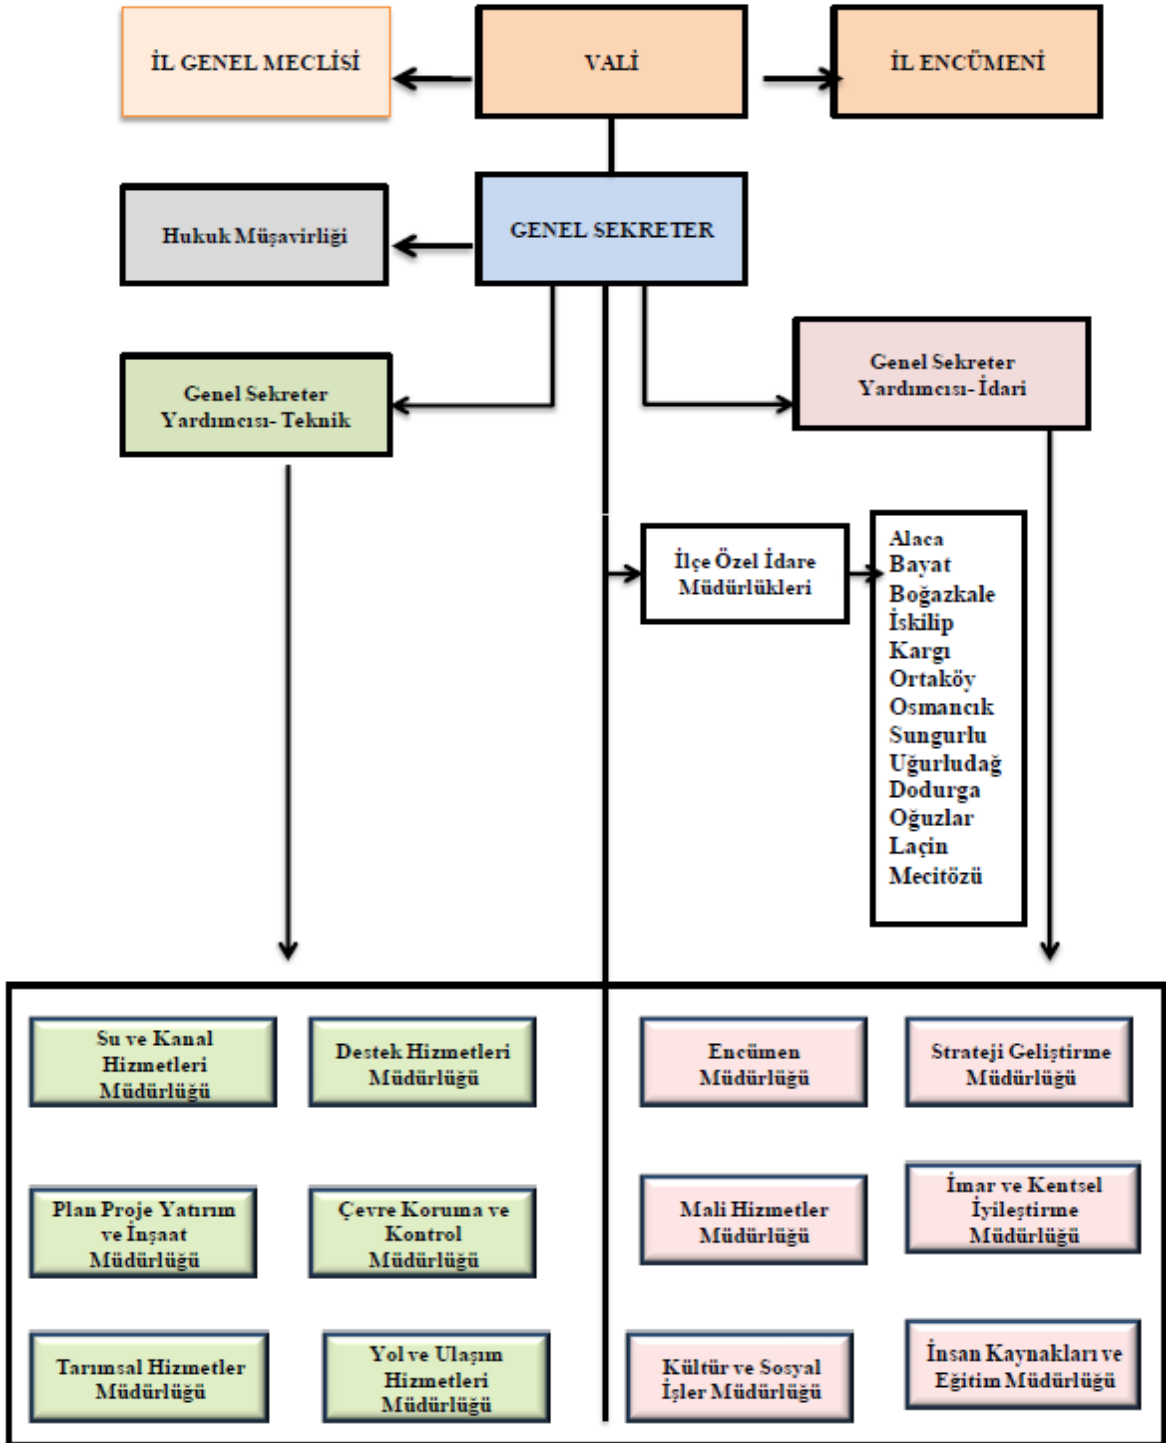 İL GENEL MECLİSİ
VALİ
İL ENCÜMENİ
Hukuk Müşavirliği
GENEL SEKRETER
Genel Sekreter
Yardımcısı- Teknik
Genel Sekreter
Yardımcısı- İdari
İlçe Özel İdare
Müdürlükleri
Alaca
Bayat
Boğazkale
İskilip
Kargı
Ortaköy
Osmancık
Sungurlu
Uğurludağ
Dodurga
Oğuzlar
Laçin
Mecitözü
Su ve Kanal
Hizmetleri
Müdürlüğü
Destek Hizmetleri
Müdürlüğü
Encümen
Müdürlüğü
Strateji Geliştirme
Müdürlüğü
Plan Proje Yatırım
ve İnşaat
Müdürlüğü
Çevre Koruma ve
Kontrol
Müdürlüğü
Mali Hizmetler
Müdürlüğü
İmar ve Kentsel
İyileştirme
Müdürlüğü
Tarımsal Hizmetler
Müdürlüğü
Yol ve Ulaşım
Hizmetleri
Müdürlüğü
Kültür ve Sosyal
İşler Müdürlüğü
İnsan Kaynakları ve
Eğitim Müdürlüğü